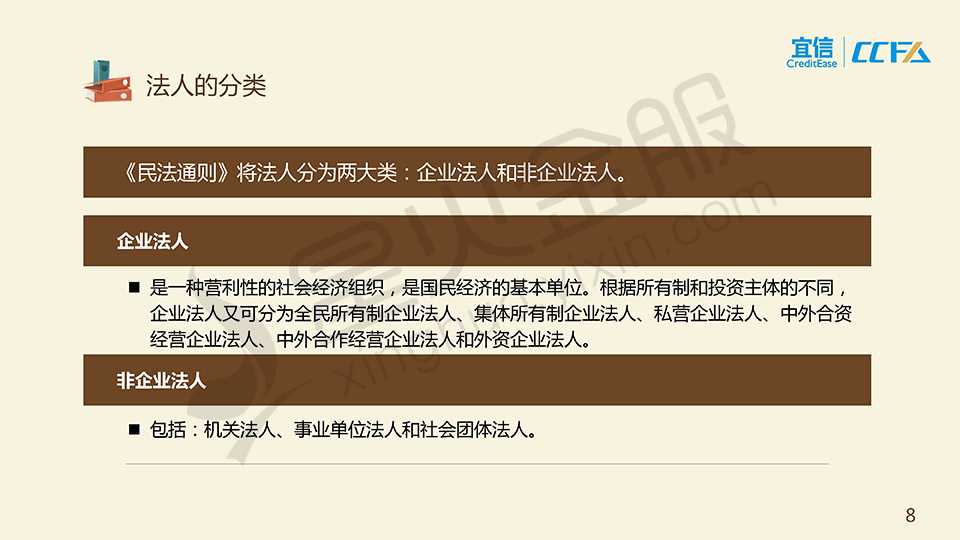 宜信
CreditEase
CCFA
法人的分类
《民法通则》将法人分为两大类：企业法人和非企业法人。
企业法人
■ 是一种营利性的社会经济组织，是国民经济的基本单位。根据所有制和投资主体的不同，
企业法人又可分为全民所有制企业法人、集体所有制企业法人、私营企业法人、中外合资
经营企业法人、中外合作经营企业法人和外资企业法人。
非企业法人
■ 包括：机关法人、事业单位法人和社会团体法人。
星火金服
8